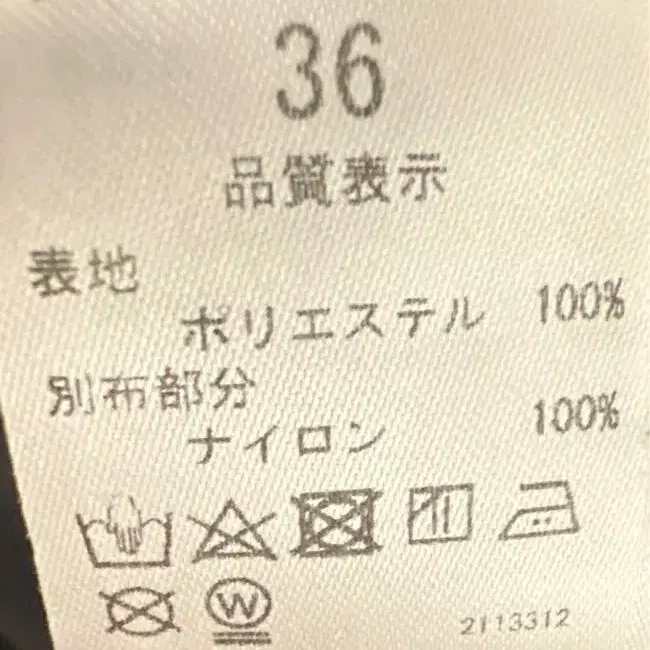 36
品質表示
表地
ポリエステル 100%
別布部分
ナイロン 100%
W
2113312